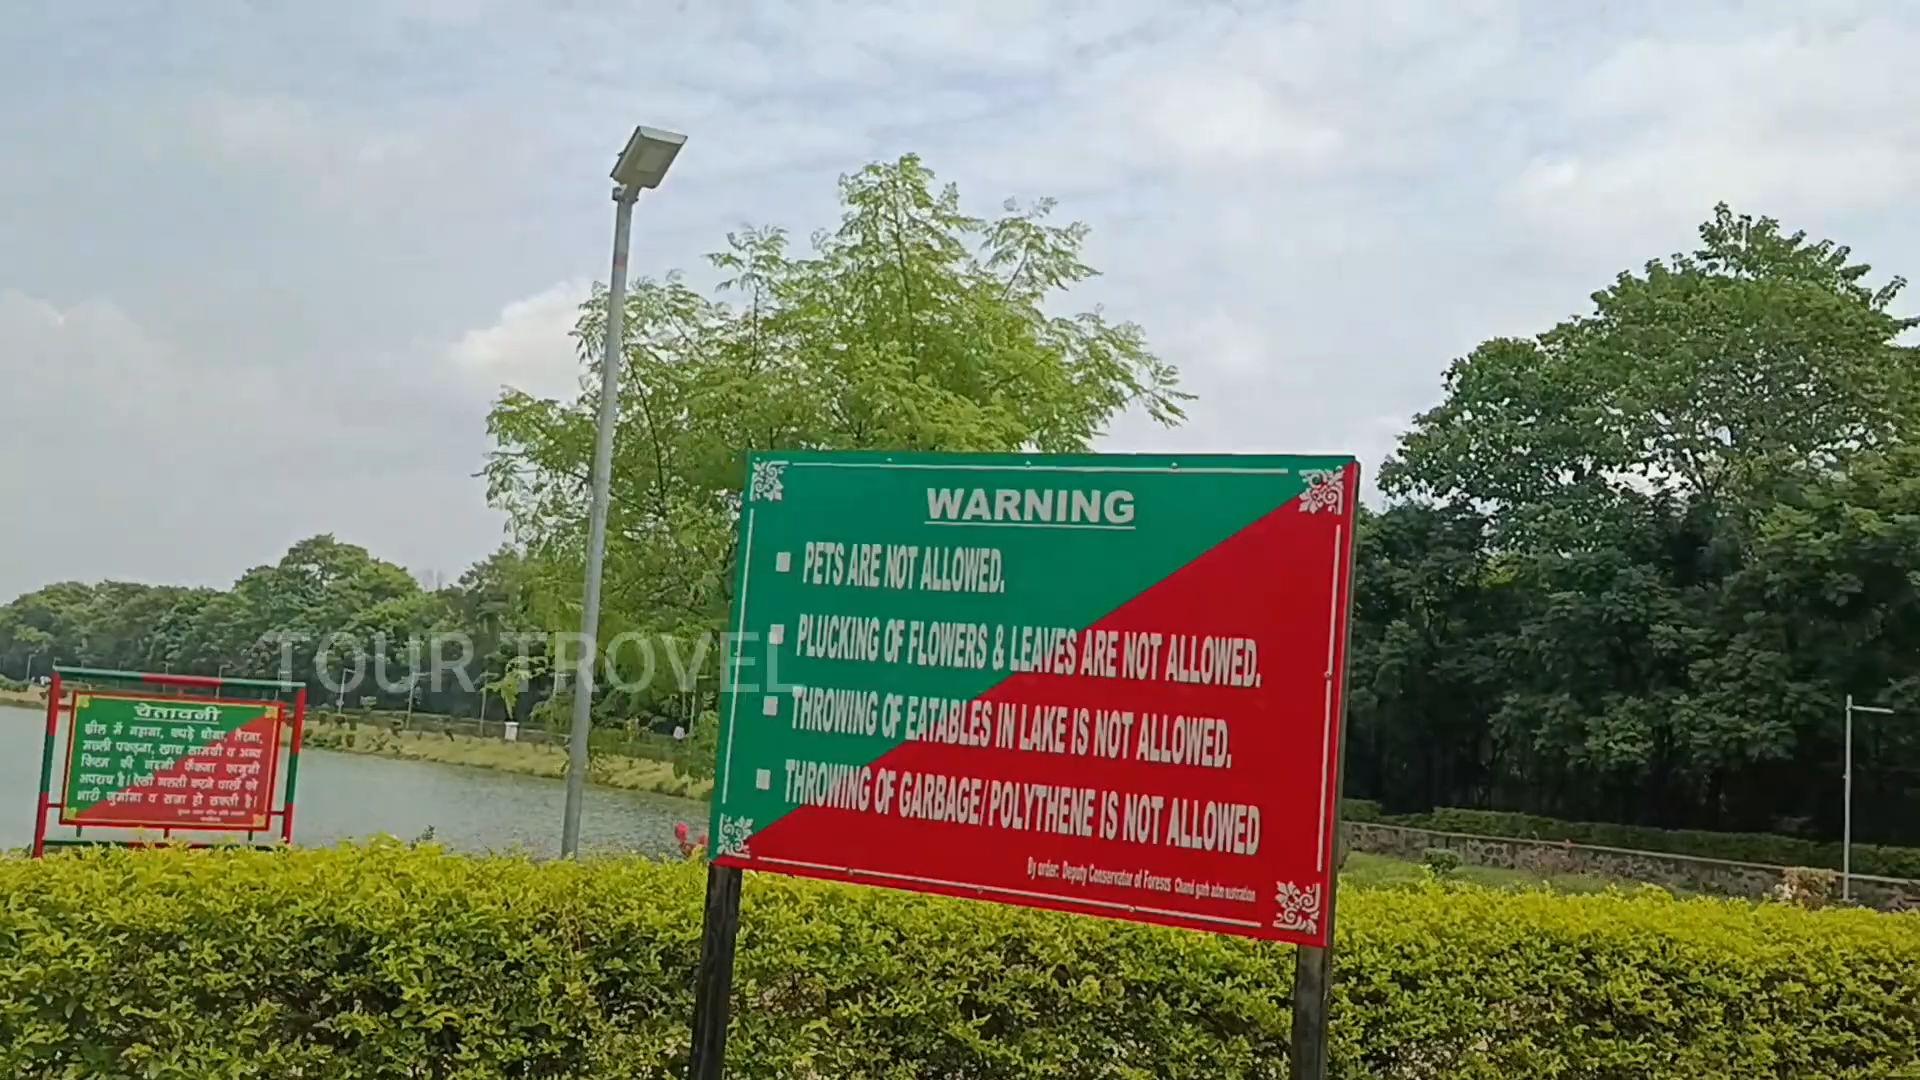 WARNING
PETS ARE NOT ALLOWED.
PLUCKING OF FLOWERS & LEAVES ARE NOT ALLOWED.
THROWING OF EATABLES IN LAKE IS NOT ALLOWED.
THROWING OF GARBAGE/POLYTHENE IS NOT ALLOWED
By order: Deputy Conservator of Forests
TOUR TROVEL
चेतावनी
झील में नहाना, कपड़े धोना, तैरना,
मछली पकड़ना, खाद्य सामग्री व अन्य
किस्म की गंदगी फेंकना कानूनी
अपराध है। ऐसी गलती करने वालों को
भारी जुर्माना व सजा हो सकती है।